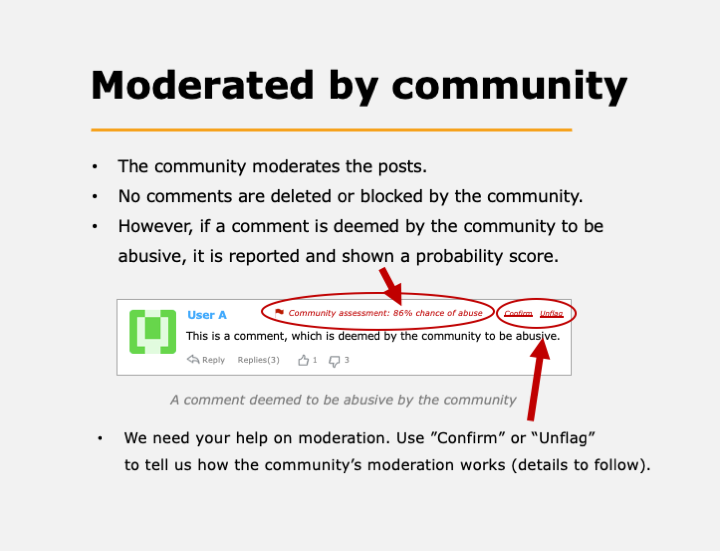 Moderated by community
• The community moderates the posts.
• No comments are deleted or blocked by the community.
• However, if a comment is deemed by the community to be
abusive, it is reported and shown a probability score.
User A
Community assessment: 86% chance of abuse
Confirm Unflag
This is a comment, which is deemed by the community to be abusive.
Reply Replies(3) 1 3
A comment deemed to be abusive by the community
• We need your help on moderation. Use ”Confirm” or “Unflag”
to tell us how the community’s moderation works (details to follow).